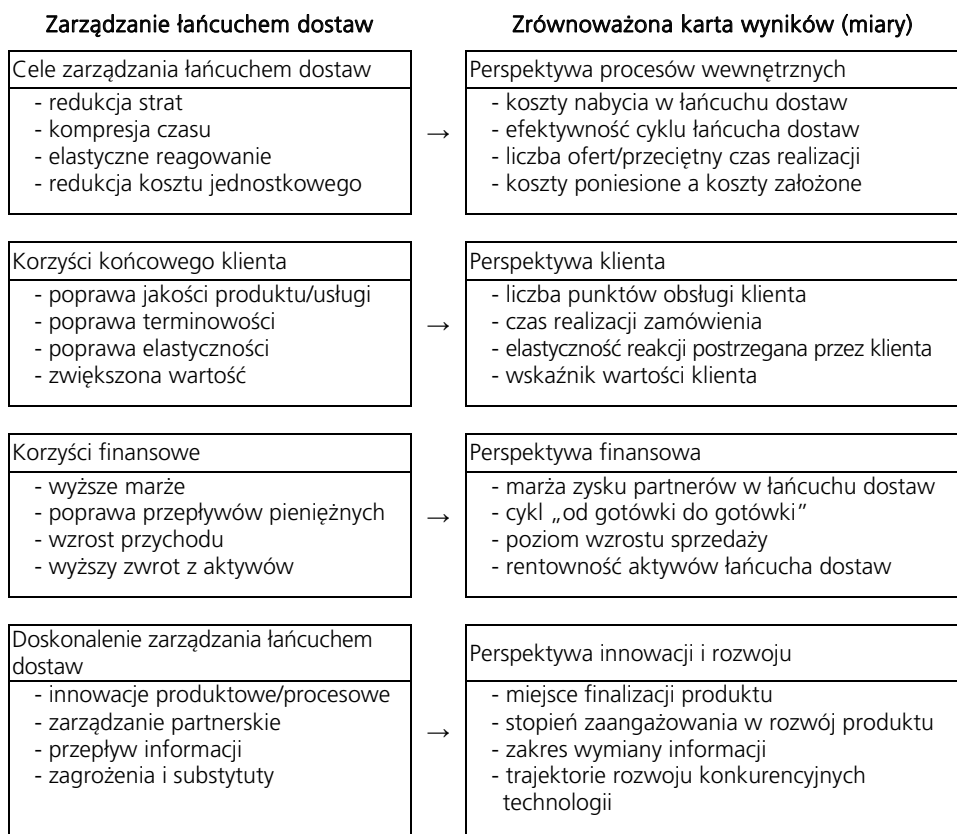 Zarządzanie łańcuchem dostaw
Zrównoważona karta wyników (miary)
Cele zarządzania łańcuchem dostaw
- redukcja strat
- kompresja czasu
- elastyczne reagowanie
- redukcja kosztu jednostkowego
→
Perspektywa procesów wewnętrznych
- koszty nabycia w łańcuchu dostaw
- efektywność cyklu łańcucha dostaw
- liczba ofert/przeciętny czas realizacji
- koszty poniesione a koszty założone
Korzyści końcowego klienta
- poprawa jakości produktu/usługi
- poprawa terminowości
- poprawa elastyczności
- zwiększona wartość
→
Perspektywa klienta
- liczba punktów obsługi klienta
- czas realizacji zamówienia
- elastyczność reakcji postrzegana przez klienta
- wskaźnik wartości klienta
Korzyści finansowe
- wyższe marże
- poprawa przepływów pieniężnych
- wzrost przychodu
- wyższy zwrot z aktywów
→
Perspektywa finansowa
- marża zysku partnerów w łańcuchu dostaw
- cykl „od gotówki do gotówki”
- poziom wzrostu sprzedaży
- rentowność aktywów łańcucha dostaw
Doskonalenie zarządzania łańcuchem
dostaw
- innowacje produktowe/procesowe
- zarządzanie partnerskie
- przepływ informacji
- zagrożenia i substytuty
→
Perspektywa innowacji i rozwoju
- miejsce finalizacji produktu
- stopień zaangażowania w rozwój produktu
- zakres wymiany informacji
- trajektorie rozwoju konkurencyjnych
technologii